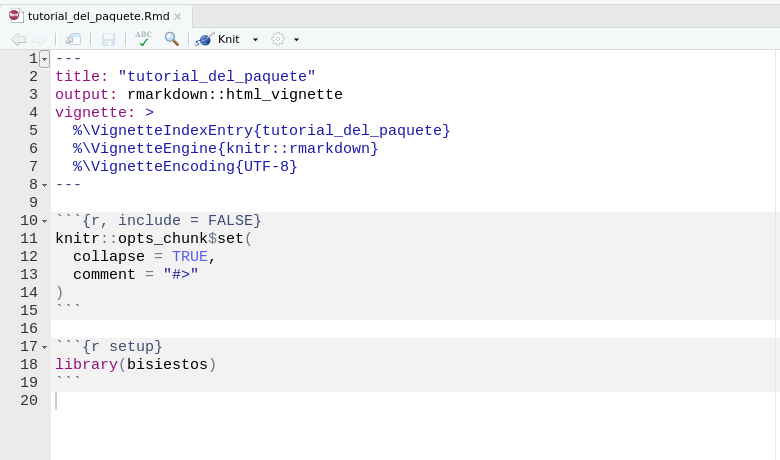 tutorial_del_paquete.Rmd
ABC Knit
1 ---
2 title: "tutorial_del_paquete"
3 output: rmarkdown::html_vignette
4 vignette: >
5   %\VignetteIndexEntry{tutorial_del_paquete}
6   %\VignetteEngine{knitr::rmarkdown}
7   %\VignetteEncoding{UTF-8}
8 ---
9
10 ```{r, include = FALSE}
11 knitr::opts_chunk$set(
12   collapse = TRUE,
13   comment = "#>"
14 )
15 ```
16
17 ```{r setup}
18 library(bisiestos)
19 ```
20